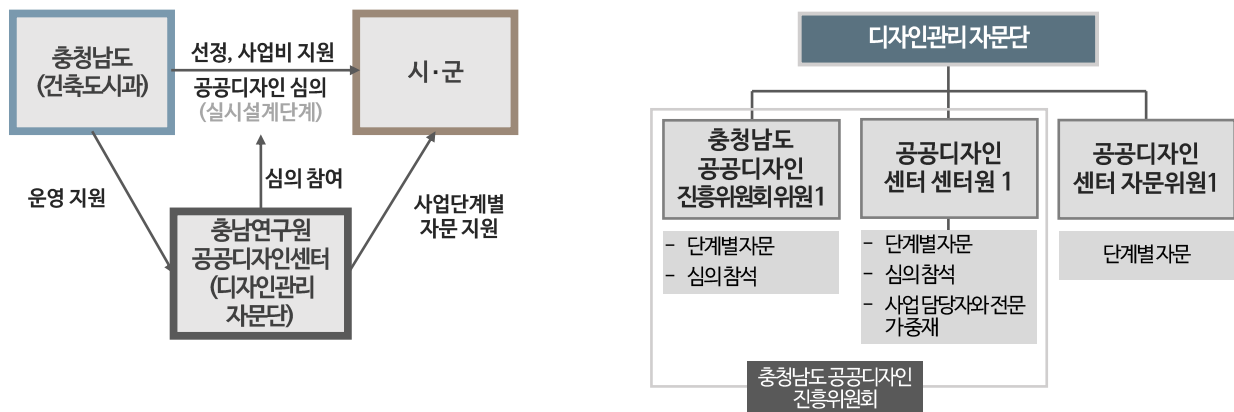 충청남도
(건축도시과)
선정, 사업비 지원
공공디자인 심의
(실시설계단계)
시·군
운영 지원
심의 참여
사업단계별
자문 지원
충남연구원
공공디자인센터
(디자인관리
자문단)
디자인관리 자문단
충청남도
공공디자인
진흥위원회 위원1
- 단계별자문
- 심의참석
공공디자인
센터 센터원 1
- 단계별자문
- 심의참석
- 사업 담당자와 전문
가중재
공공디자인
센터 자문위원1
단계별자문
충청남도 공공디자인
진흥위원회